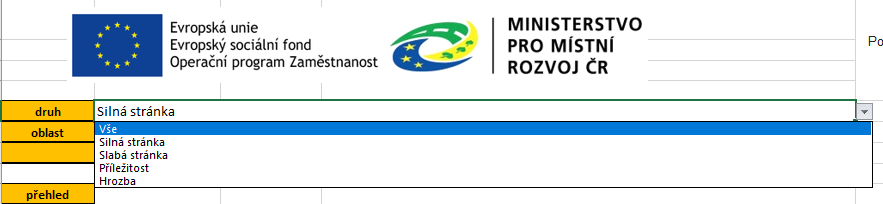 Evropská unie
Evropský sociální fond
Operační program Zaměstnanost
MINISTERSTVO
PRO MÍSTNÍ
ROZVOJ ČR
Po
druh
Silná stránka
oblast
Vše
Silná stránka
Slabá stránka
Příležitost
Hrozba
přehled